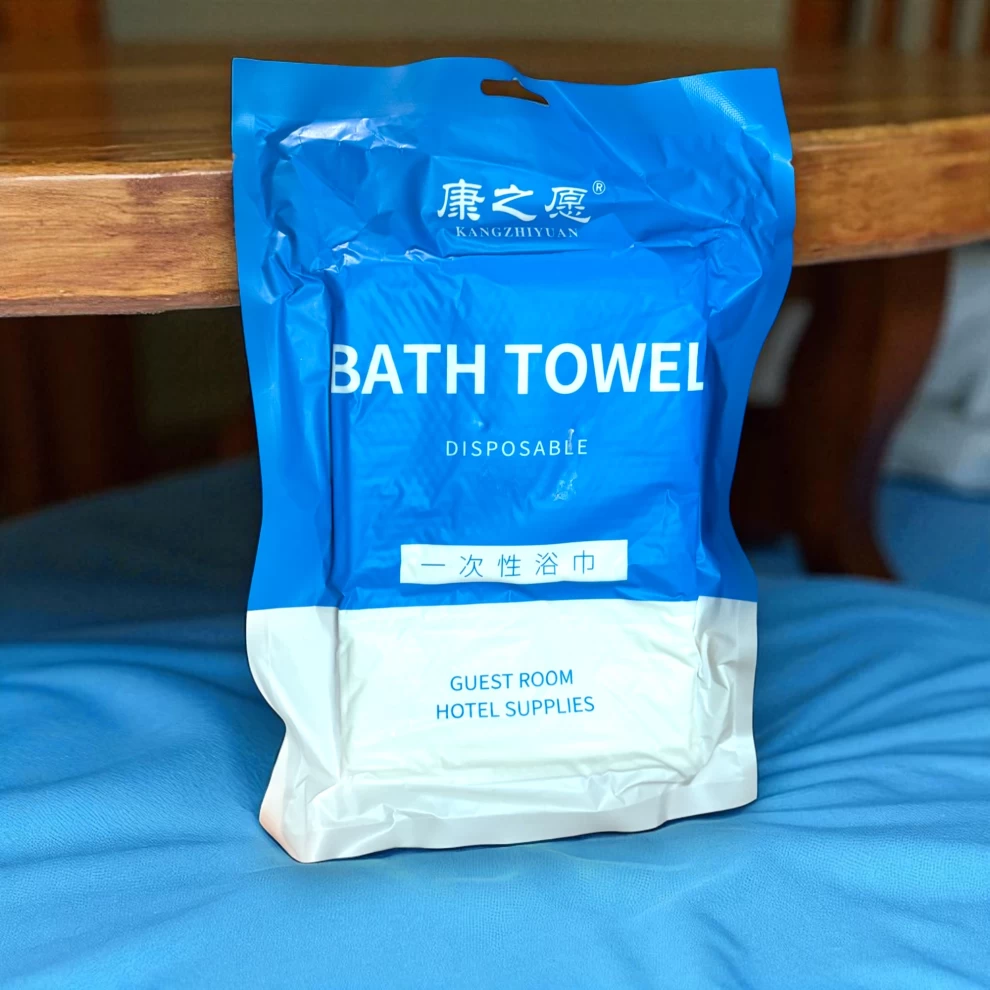 康之愿®
KANGZHIYUAN
BATH TOWEL
DISPOSABLE
一次性浴巾
GUEST ROOM
HOTEL SUPPLIES